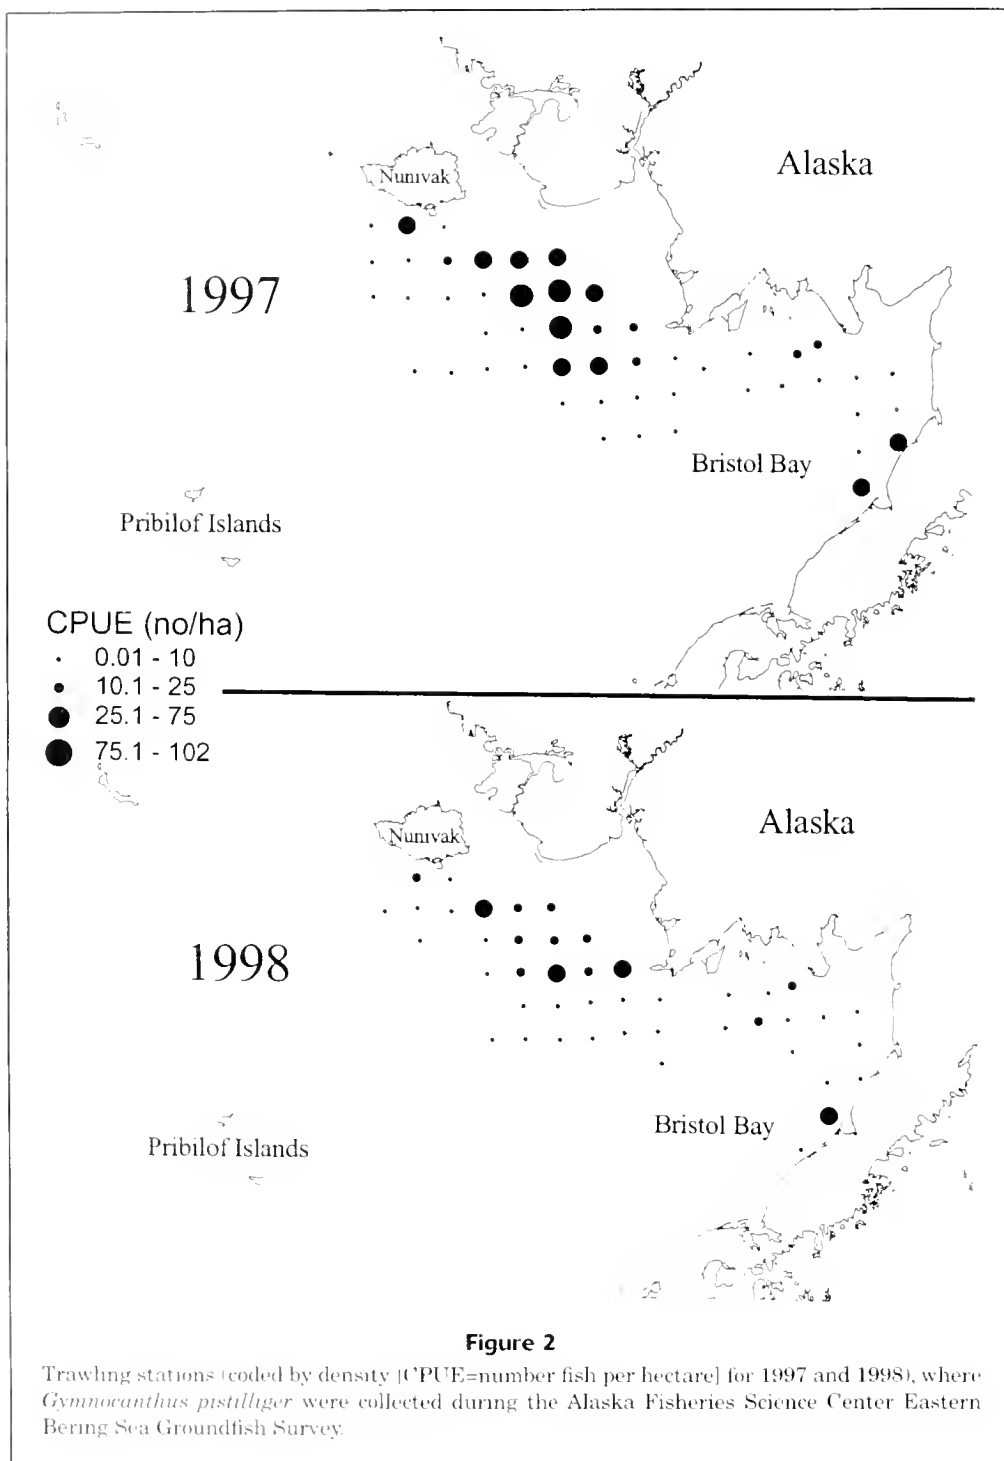 Alaska
Nunivak
1997
Bristol Bay
Pribilof Islands
CPUE (no/ha)
0.01 - 10
10.1 - 25
25.1 - 75
75.1 - 102
Alaska
Nunivak
1998
Bristol Bay
Pribilof Islands
Figure 2
Trawling stations (coded by density [CPUE=number fish per hectare] for 1997 and 1998), where
Gymnocanthus pistilliger were collected during the Alaska Fisheries Science Center Eastern
Bering Sea Groundfish Survey.